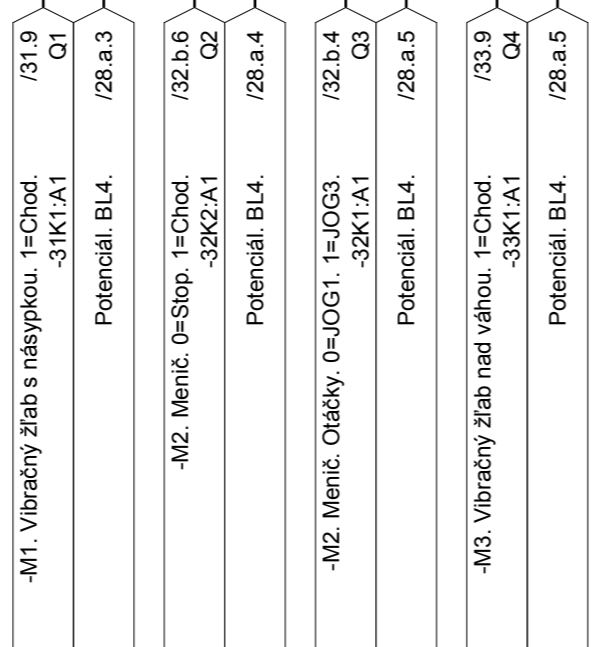 -M1. Vibračný žľab s násypkou. 1=Chod. /31.9
-31K1:A1 Q1
Potenciál. BL4. /28.a.3
-M2. Menič. 0=Stop. 1=Chod. /32.b.6
-32K2:A1 Q2
Potenciál. BL4. /28.a.4
-M2. Menič. Otáčky. 0=JOG1. 1=JOG3. /32.b.4
-32K1:A1 Q3
Potenciál. BL4. /28.a.5
-M3. Vibračný žľab nad váhou. 1=Chod. /33.9
-33K1:A1 Q4
Potenciál. BL4. /28.a.5